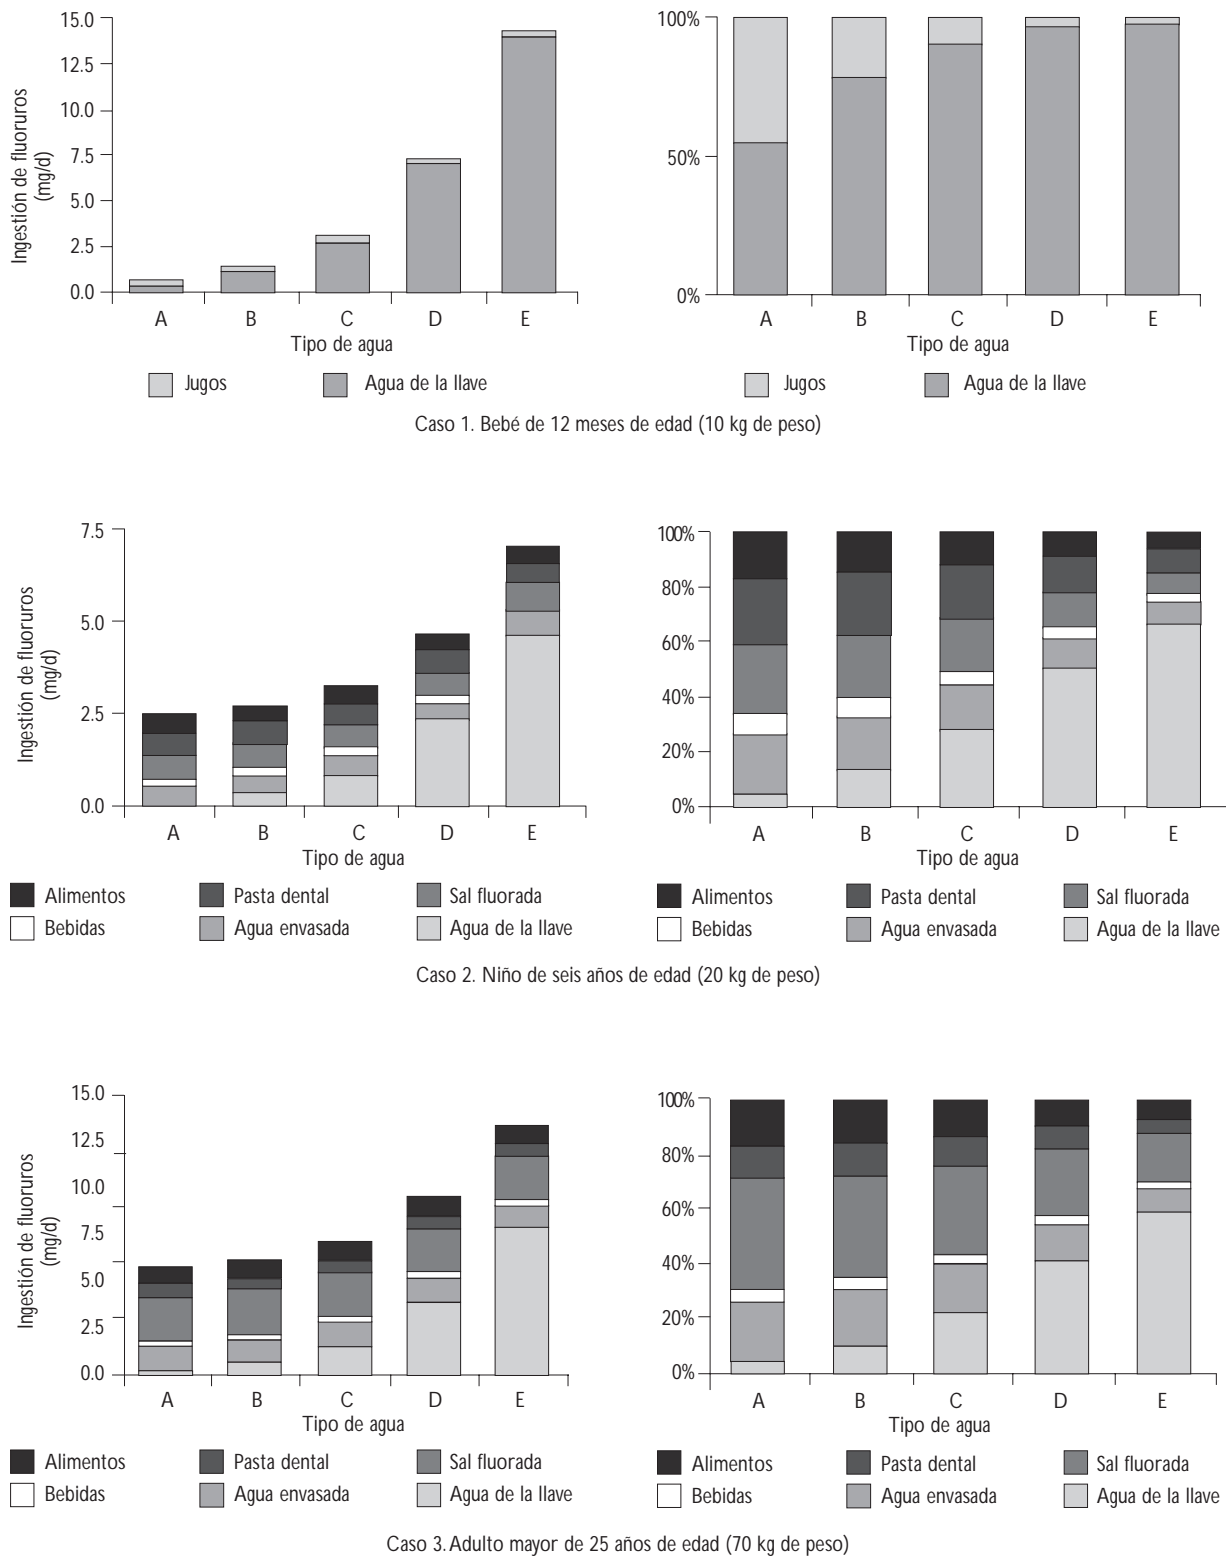 Ingestión de fluoruros
(mg/d)
15.0
12.5
10.0
7.5
5.0
2.5
0.0
A B C D E
Tipo de agua
Jugos Agua de la llave
100%
50%
0%
A B C D E
Tipo de agua
Jugos Agua de la llave
Caso 1. Bebé de 12 meses de edad (10 kg de peso)
Ingestión de fluoruros
(mg/d)
7.5
5.0
2.5
0.0
A B C D E
Tipo de agua
Alimentos Pasta dental Sal fluorada
Bebidas Agua envasada Agua de la llave
100%
80%
60%
40%
20%
0%
A B C D E
Tipo de agua
Alimentos Pasta dental Sal fluorada
Bebidas Agua envasada Agua de la llave
Caso 2. Niño de seis años de edad (20 kg de peso)
Ingestión de fluoruros
(mg/d)
15.0
12.5
10.0
7.5
5.0
2.5
0.0
A B C D E
Tipo de agua
Alimentos Pasta dental Sal fluorada
Bebidas Agua envasada Agua de la llave
100%
80%
60%
40%
20%
0%
A B C D E
Tipo de agua
Alimentos Pasta dental Sal fluorada
Bebidas Agua envasada Agua de la llave
Caso 3. Adulto mayor de 25 años de edad (70 kg de peso)